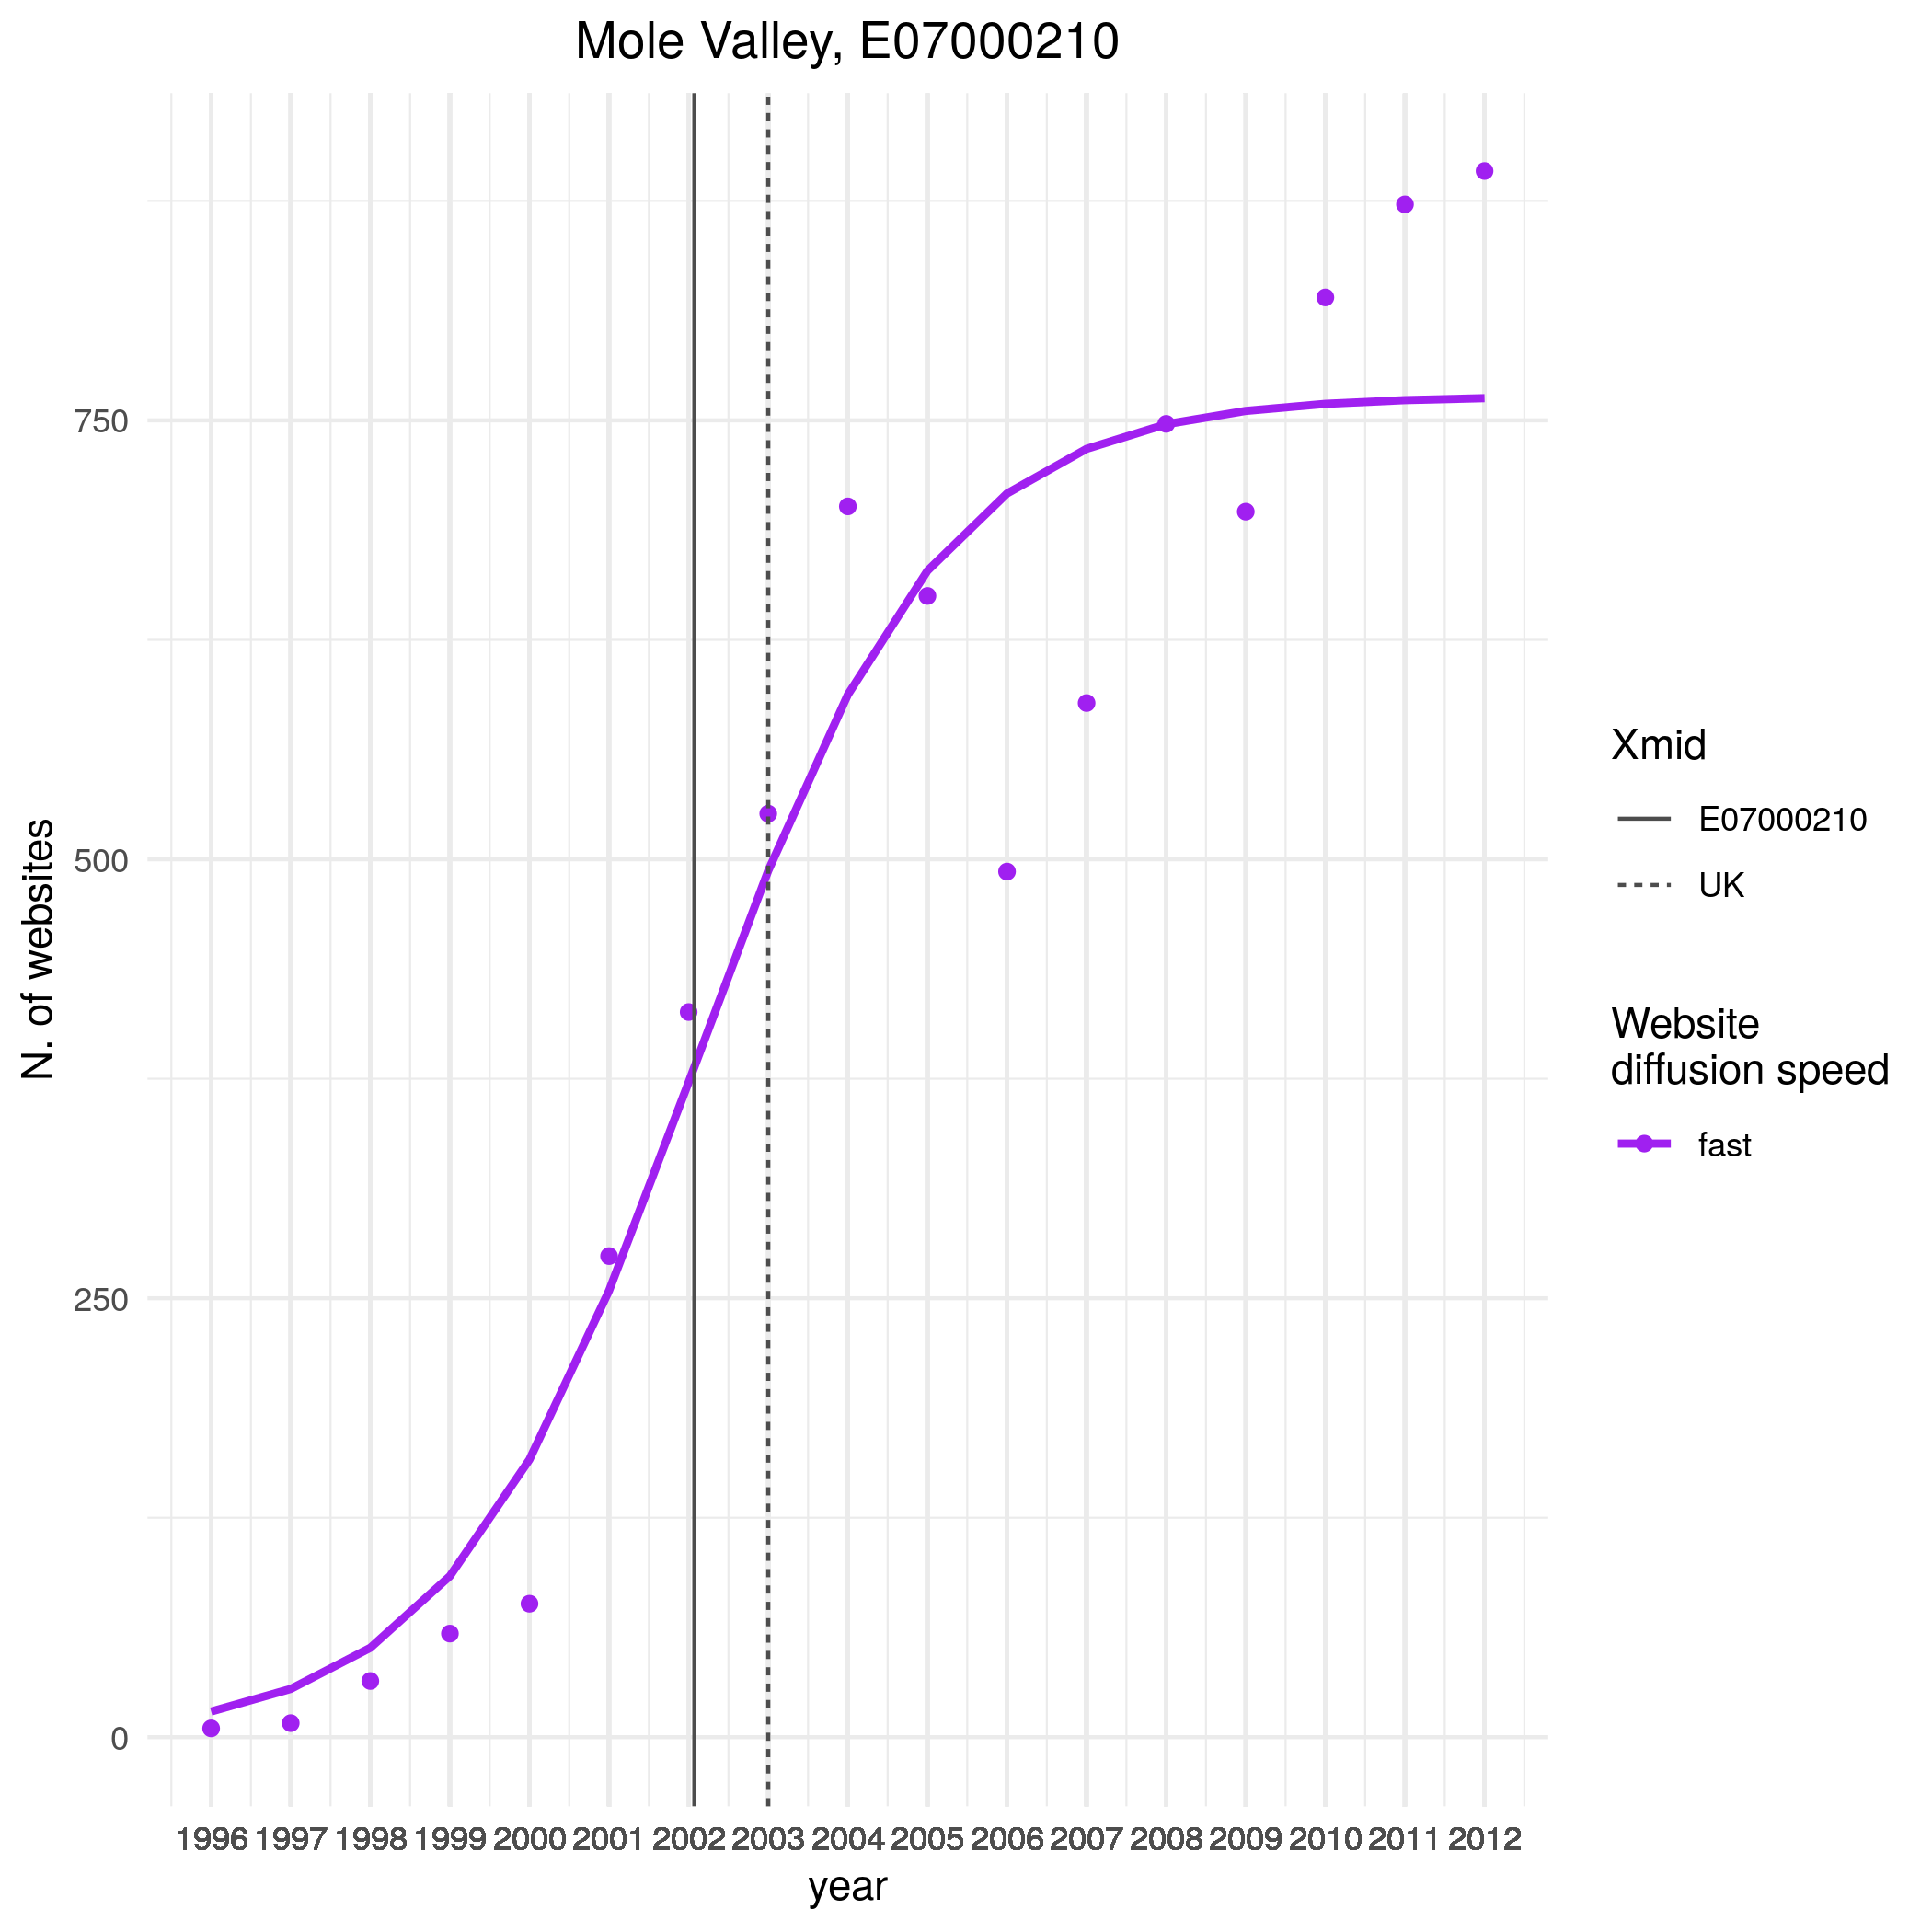 Mole Valley, E07000210
N. of websites
750
500
250
0
1996 1997 1998 1999 2000 2001 2002 2003 2004 2005 2006 2007 2008 2009 2010 2011 2012
year
Xmid
E07000210
UK
Website
diffusion speed
fast